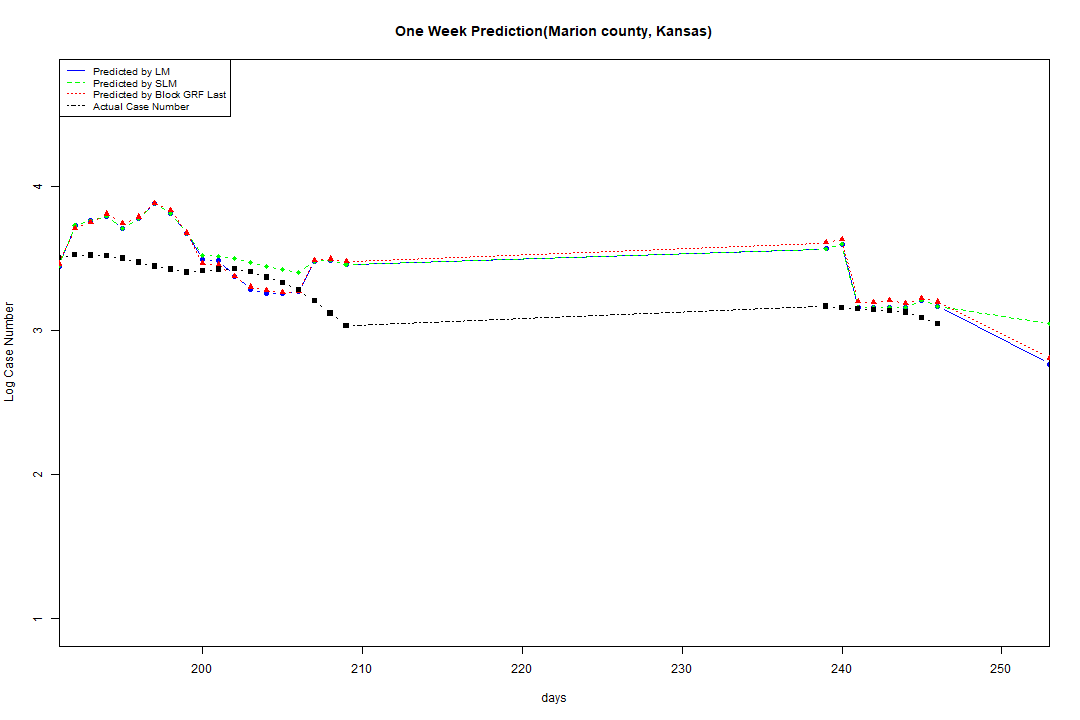 One Week Prediction(Marion county, Kansas)
Predicted by LM
Predicted by SLM
Predicted by Block GRF Last
Actual Case Number
4
3
2
1
Log Case Number
200 210 220 230 240 250
days